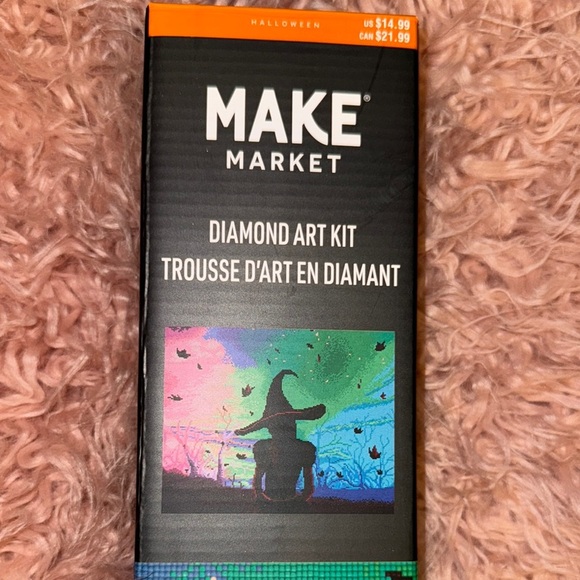 HALLOWEEN
US $14.99
CAN $21.99
MAKE®
MARKET
DIAMOND ART KIT
TROUSSE D'ART EN DIAMANT